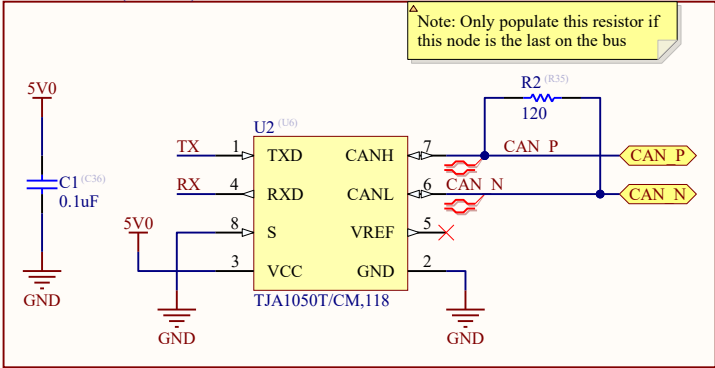 Note: Only populate this resistor if
this node is the last on the bus
5V0
R2 (R35)
120
U2 (U6)
TX 1 TXD CANH 7 CAN_P CAN_P
C1 (C36)
0.1uF
RX 4 RXD CANL 6 CAN_N CAN_N
5V0
8 S VREF 5
3 VCC GND 2
GND
TJA1050T/CM,118
GND
GND